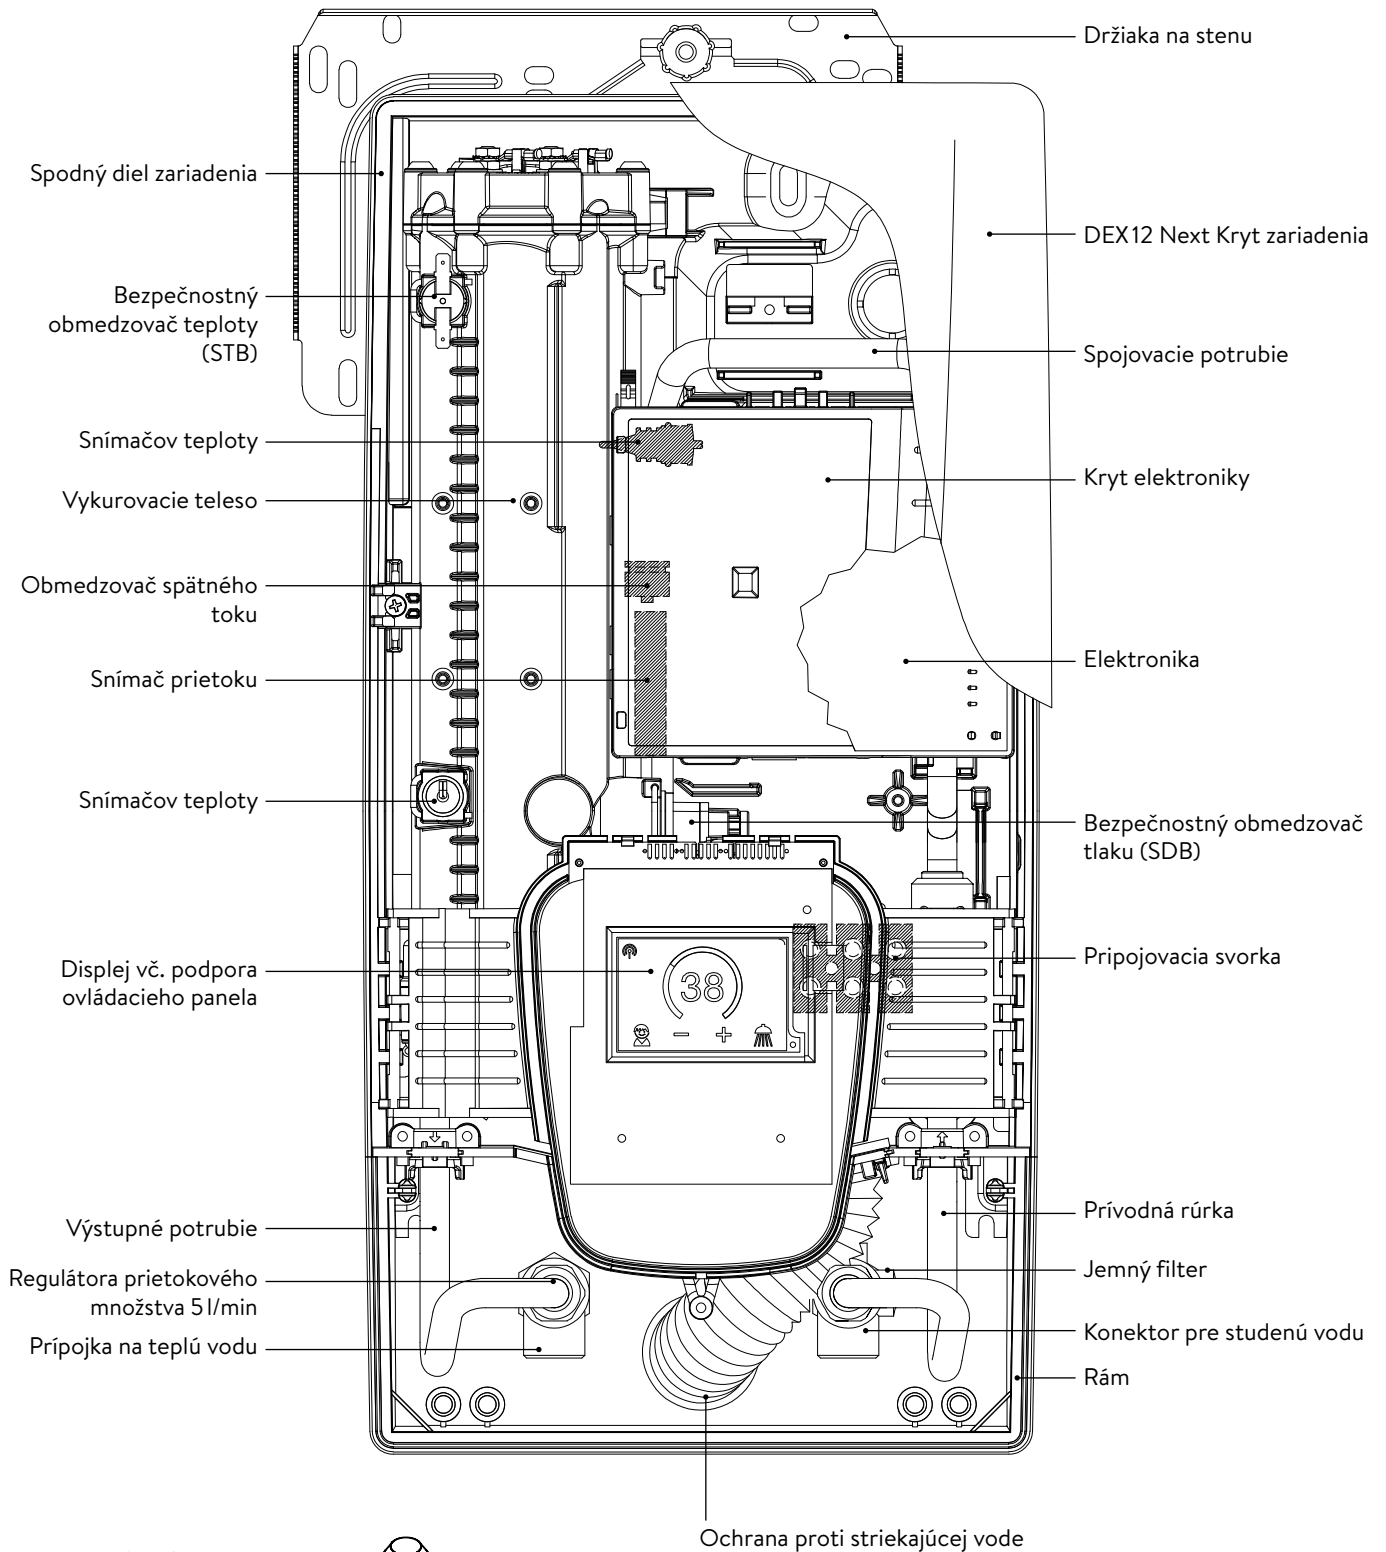 Držiaka na stenu
Spodný diel zariadenia
DEX12 Next Kryt zariadenia
Bezpečnostný
obmedzovač teploty
(STB)
Spojovacie potrubie
Snímačov teploty
Kryt elektroniky
Vykurovacie teleso
Obmedzovač spätného
toku
Elektronika
Snímač prietoku
Snímačov teploty
Bezpečnostný obmedzovač
tlaku (SDB)
Displej vč. podpora
ovládacieho panela
38
Pripojovacia svorka
Výstupné potrubie
Prívodná rúrka
Regulátora prietokového
množstva 5 l/min
Jemný filter
Prípojka na teplú vodu
Konektor pre studenú vodu
Rám
Ochrana proti striekajúcej vode